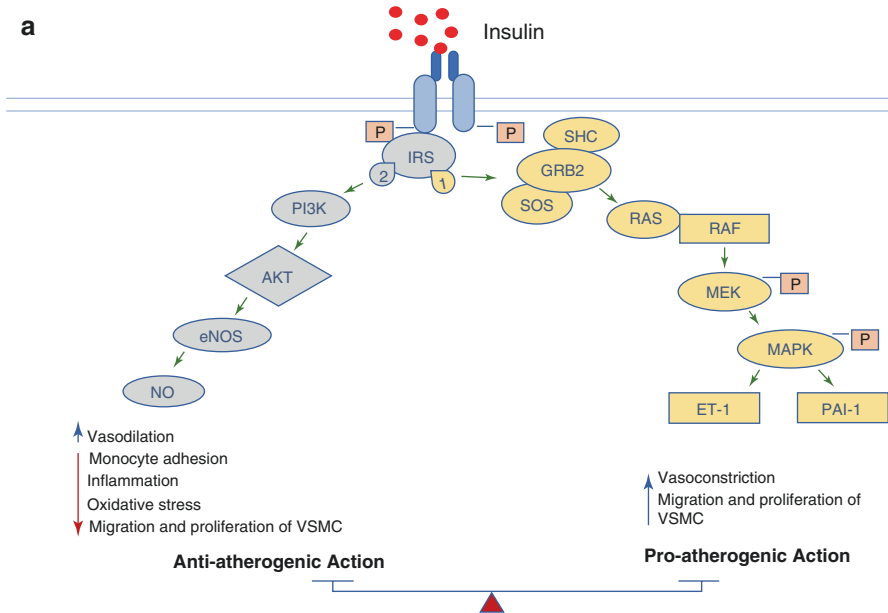 a
Insulin
P
P
IRS
2
1
SHC
GRB2
SOS
PI3K
RAS
RAF
AKT
MEK
P
eNOS
MAPK
P
NO
ET-1
PAI-1
Vasodilation
Monocyte adhesion
Inflammation
Oxidative stress
Migration and proliferation of VSMC
Vasoconstriction
Migration and proliferation of
VSMC
Anti-atherogenic Action
Pro-atherogenic Action